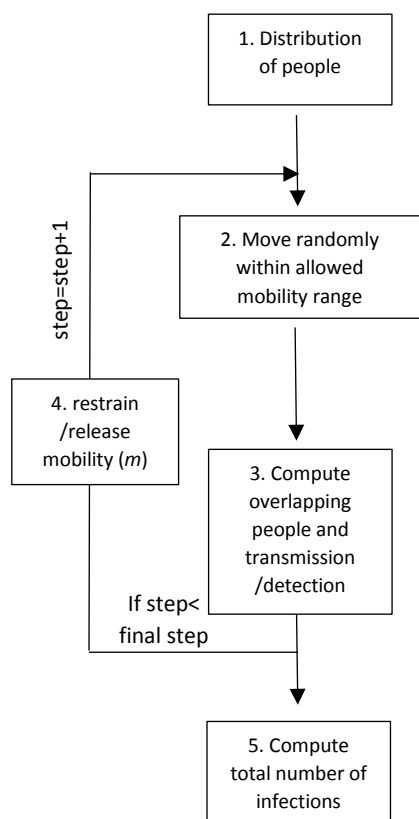 1. Distribution
of people
2. Move randomly
within allowed
mobility range
step=step+1
4. restrain
/release
mobility (m)
3. Compute
overlapping
people and
transmission
/detection
If step<
final step
5. Compute
total number of
infections